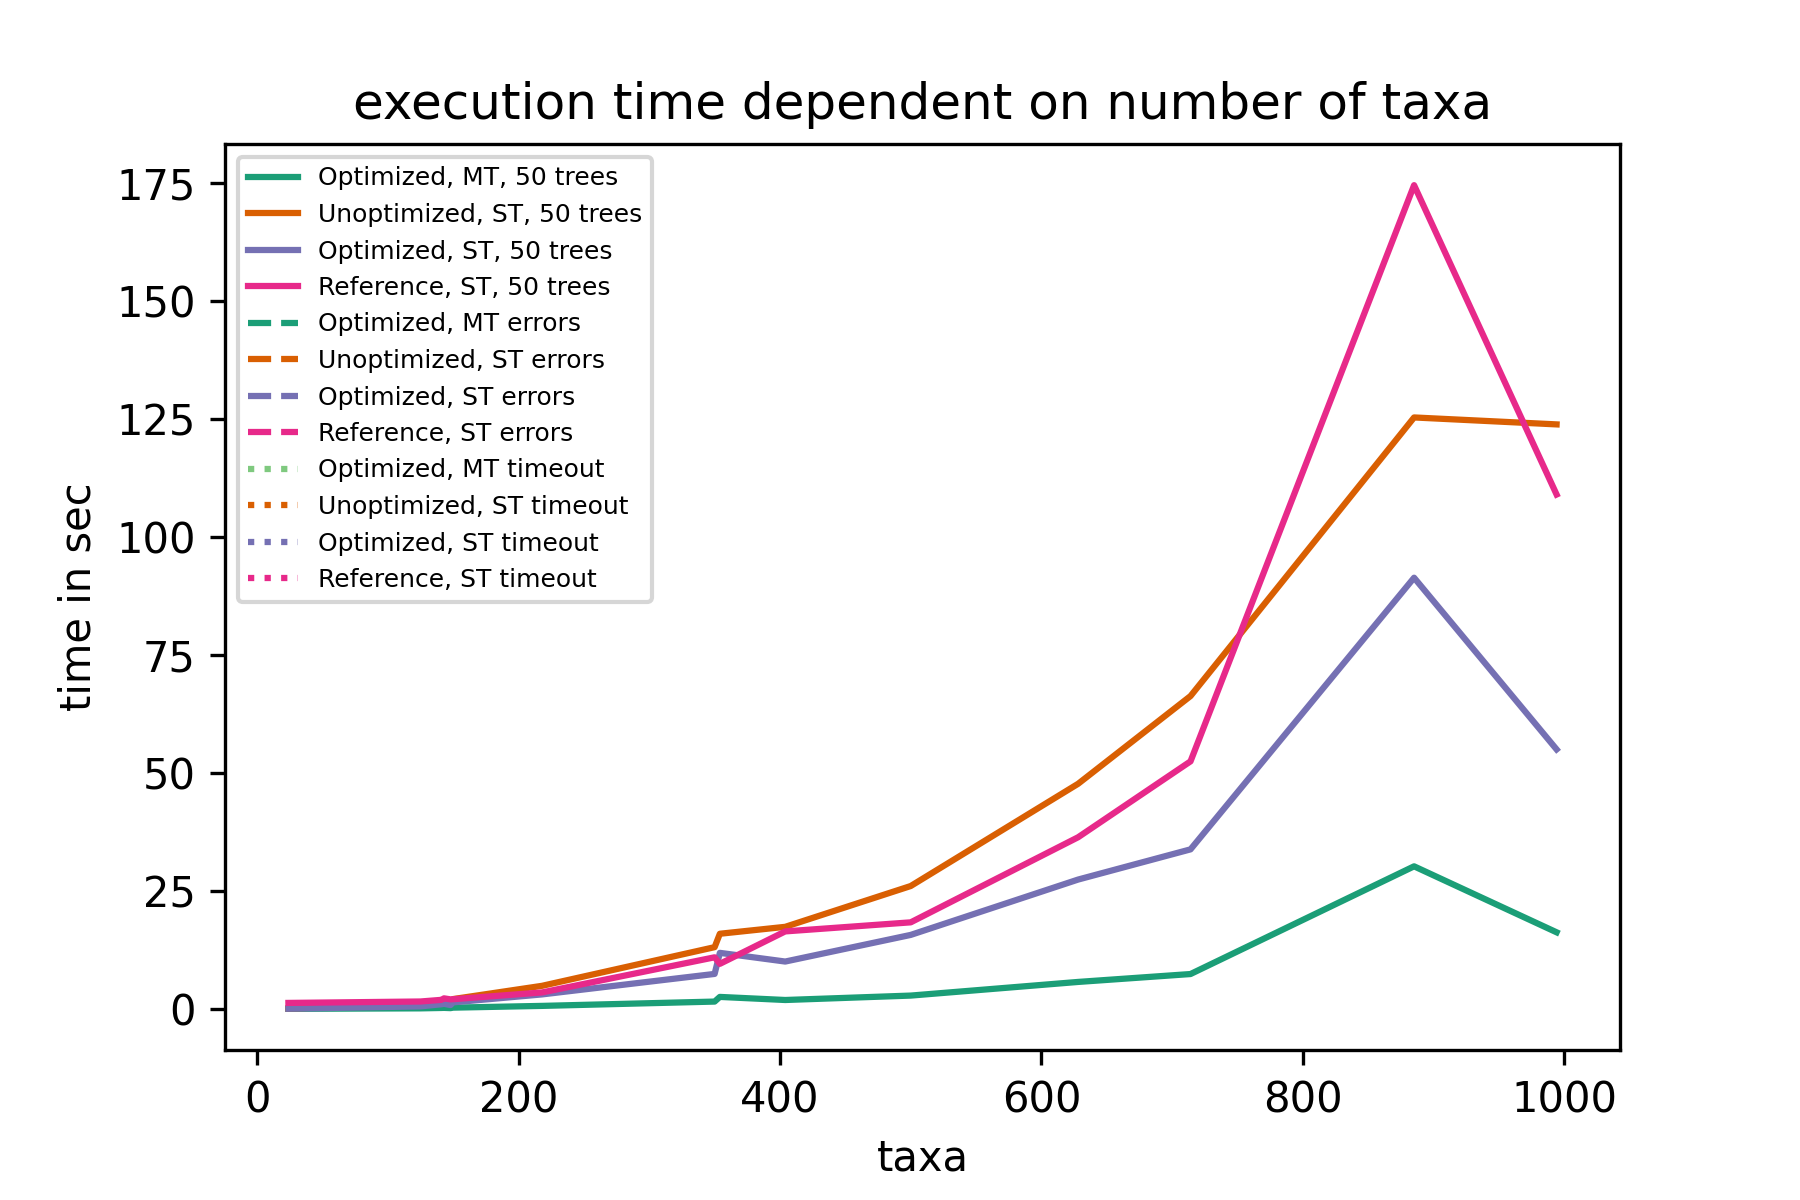 execution time dependent on number of taxa
Optimized, MT, 50 trees
Unoptimized, ST, 50 trees
Optimized, ST, 50 trees
Reference, ST, 50 trees
Optimized, MT errors
Unoptimized, ST errors
Optimized, ST errors
Reference, ST errors
Optimized, MT timeout
Unoptimized, ST timeout
Optimized, ST timeout
Reference, ST timeout
175
150
125
100
75
50
25
0
time in sec
0 200 400 600 800 1000
taxa